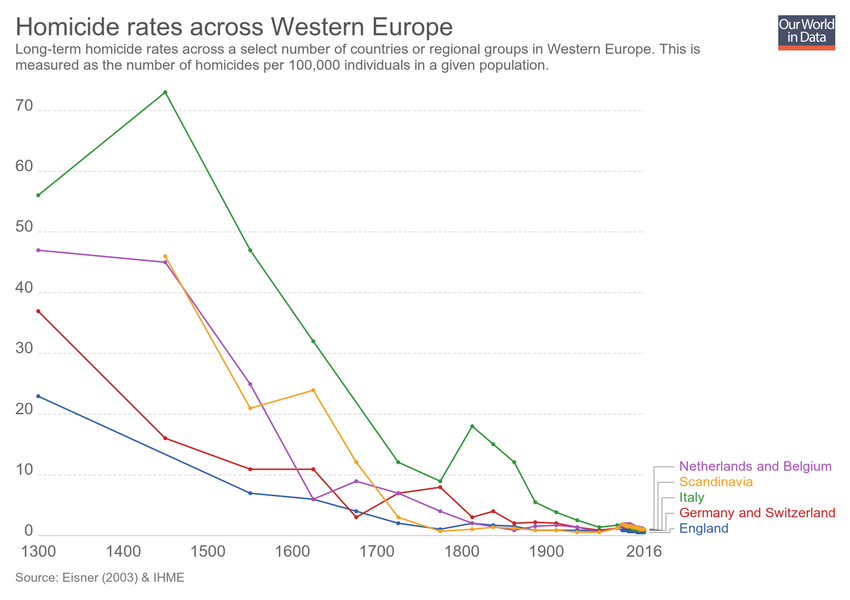 Homicide rates across Western Europe
Our World
in Data
Long-term homicide rates across a select number of countries or regional groups in Western Europe. This is
measured as the number of homicides per 100,000 individuals in a given population.
70
60
50
40
30
20
10
0
Netherlands and Belgium
Scandinavia
Italy
Germany and Switzerland
England
1300 1400 1500 1600 1700 1800 1900 2016
Source: Eisner (2003) & IHME